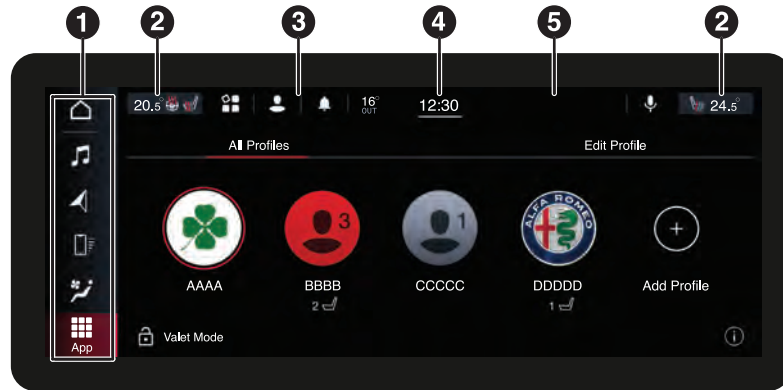 1 2 3 4 5 2
20.5° 16° OUT 12:30 24.5°
All Profiles Edit Profile
3 1 ALFA ROMEO
AAAA BBBB CCCCC DDDDD Add Profile
2 1
Valet Mode
App